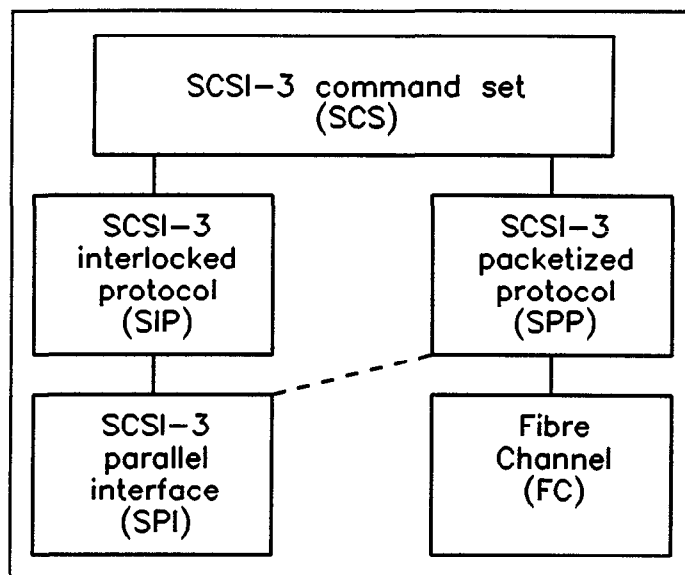 SCSI-3 command set
(SCS)
SCSI-3
interlocked
protocol
(SIP)
SCSI-3
packetized
protocol
(SPP)
SCSI-3
parallel
interface
(SPI)
Fibre
Channel
(FC)